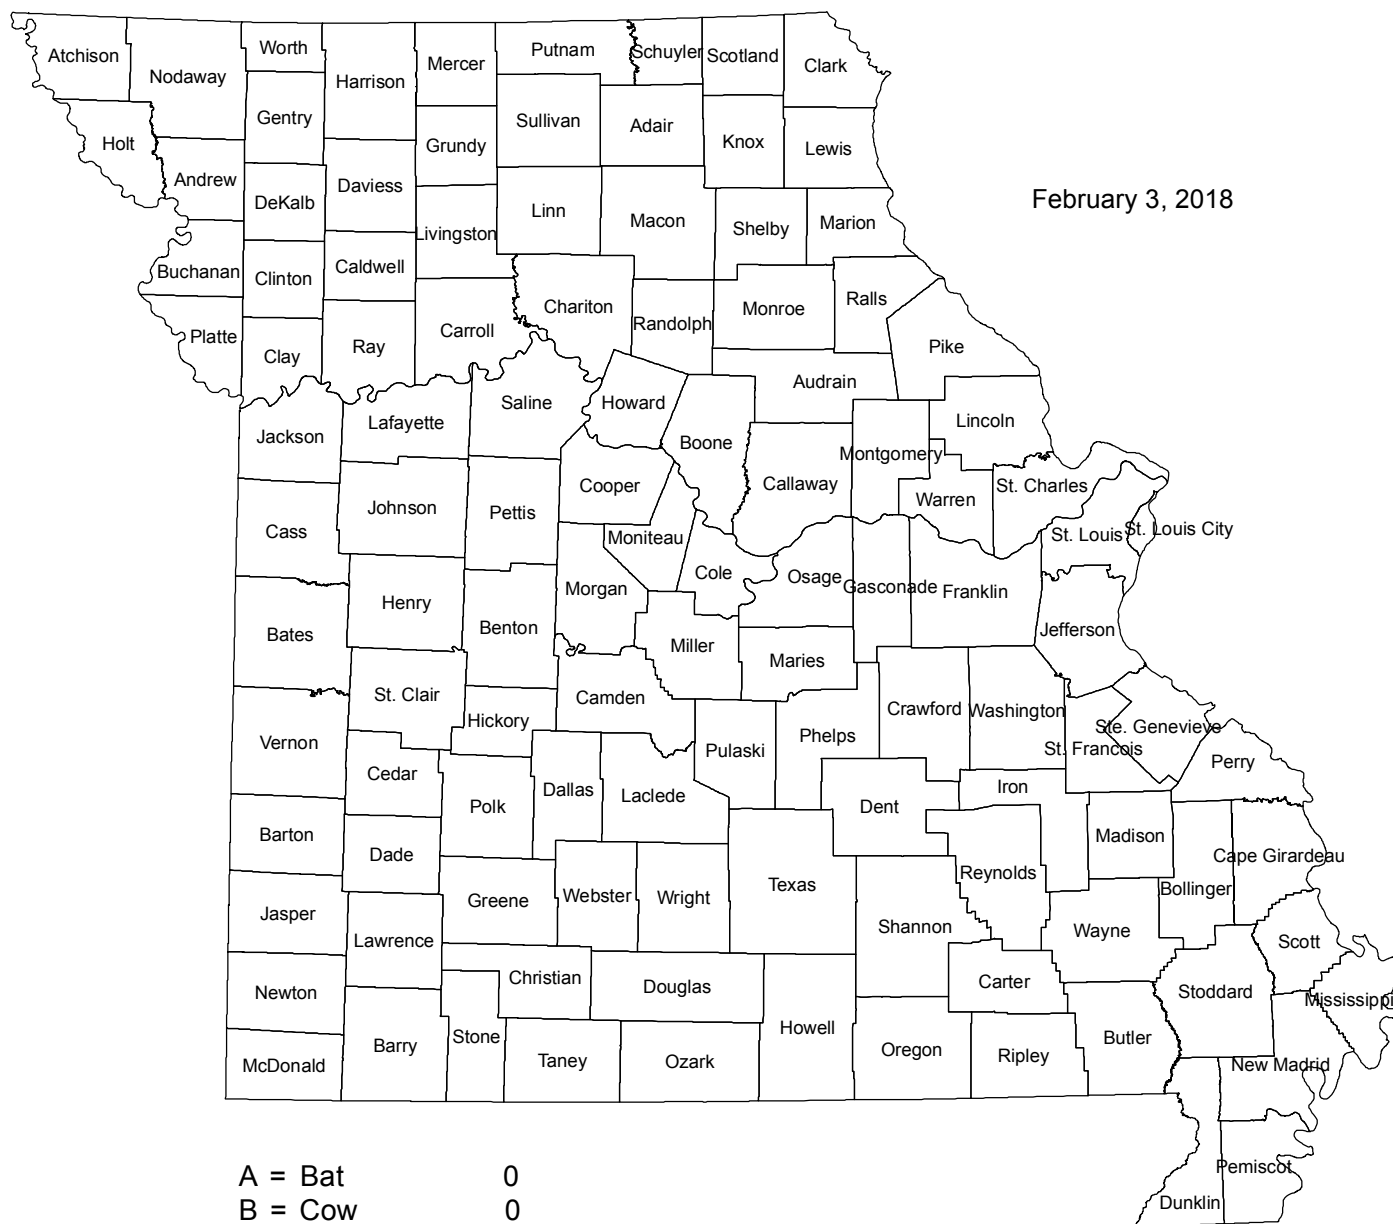 Atchison
Nodaway
Worth
Harrison
Mercer
Putnam
Schuyler
Scotland
Clark
Gentry
Sullivan
Adair
Knox
Lewis
Holt
Andrew
DeKalb
Daviess
Grundy
Linn
Macon
Shelby
Marion
February 3, 2018
Livingston
Buchanan
Clinton
Caldwell
Chariton
Randolph
Monroe
Ralls
Platte
Clay
Ray
Carroll
Pike
Audrain
Jackson
Lafayette
Saline
Howard
Boone
Lincoln
Callaway
Montgomery
Warren
St. Charles
Cass
Johnson
Pettis
Cooper
Moniteau
St. Louis
St. Louis City
Cole
Osage
Gasconade
Franklin
Bates
Henry
Benton
Morgan
Miller
Maries
Jefferson
St. Clair
Hickory
Camden
Pulaski
Phelps
Crawford
Washington
Ste. Genevieve
St. Francois
Perry
Vernon
Cedar
Polk
Dallas
Laclede
Dent
Iron
Madison
Cape Girardeau
Barton
Dade
Greene
Webster
Wright
Texas
Reynolds
Bollinger
Jasper
Lawrence
Shannon
Wayne
Scott
Newton
Christian
Douglas
Carter
Stoddard
Mississippi
McDonald
Barry
Stone
Taney
Ozark
Howell
Oregon
Ripley
Butler
New Madrid
Pemiscot
Dunklin
A = Bat 0
B = Cow 0